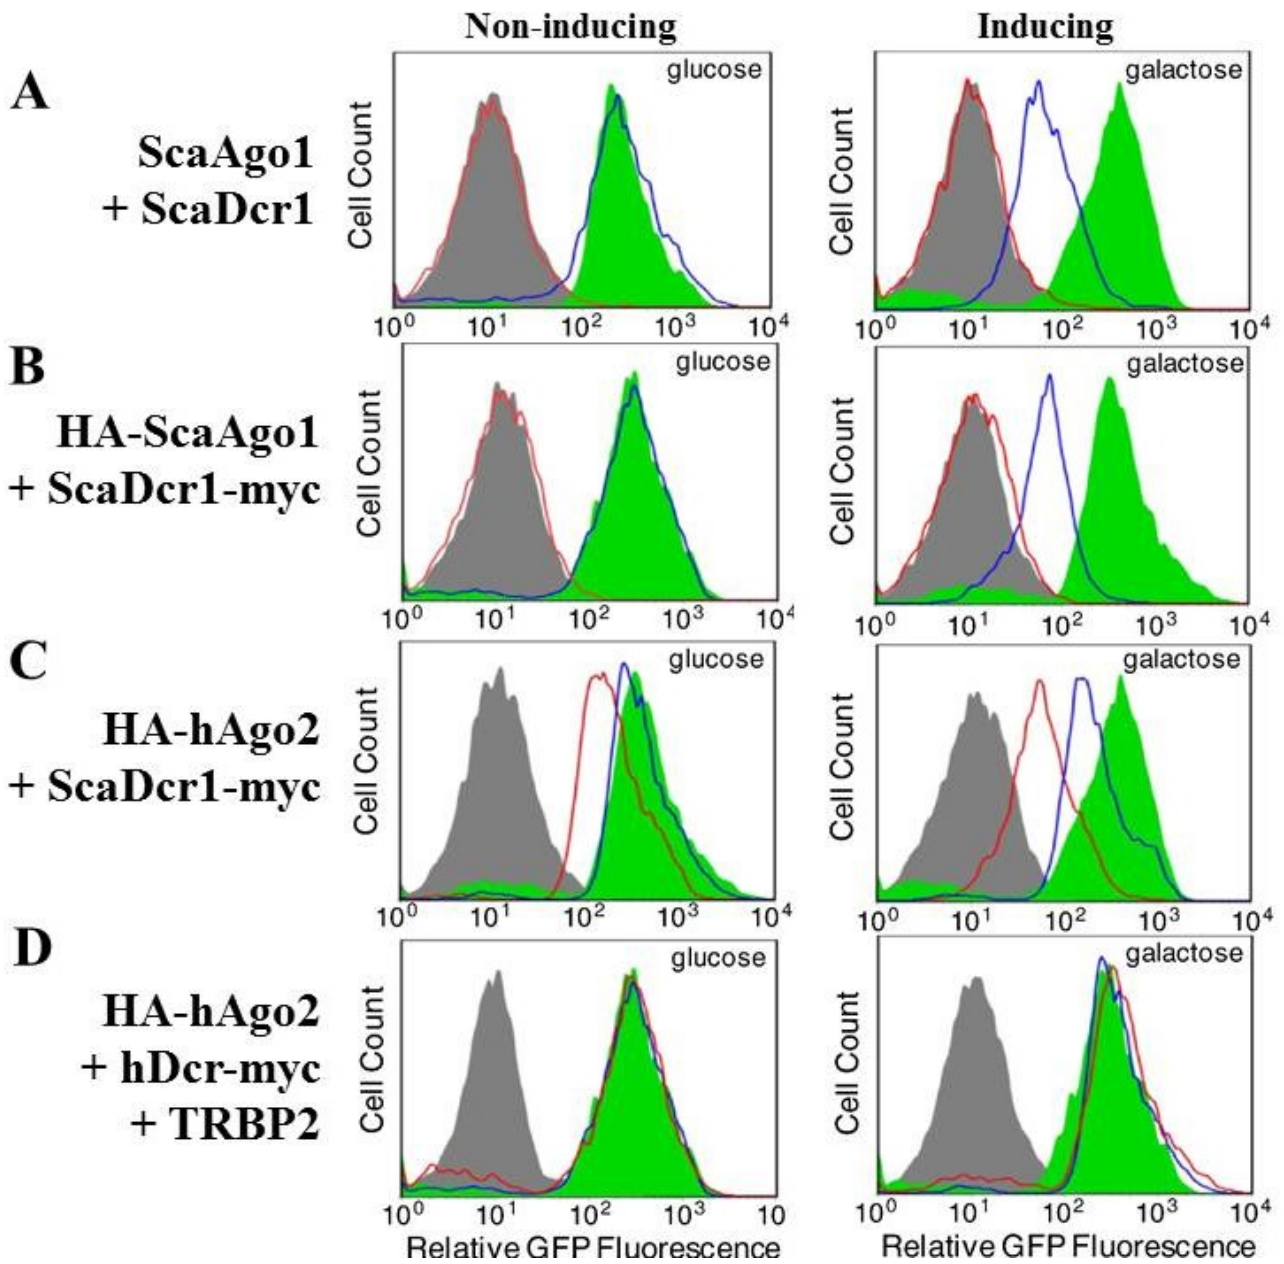 Non-inducing
Inducing
A
ScaAgo1
+ ScaDcr1
Cell Count
glucose
10⁰ 10¹ 10² 10³ 10⁴
Cell Count
galactose
10⁰ 10¹ 10² 10³ 10⁴
B
HA-ScaAgo1
+ ScaDcr1-myc
Cell Count
glucose
10⁰ 10¹ 10² 10³ 10⁴
Cell Count
galactose
10⁰ 10¹ 10² 10³ 10⁴
C
HA-hAgo2
+ ScaDcr1-myc
Cell Count
glucose
10⁰ 10¹ 10² 10³ 10⁴
Cell Count
galactose
10⁰ 10¹ 10² 10³ 10⁴
D
HA-hAgo2
+ hDcr-myc
+ TRBP2
Cell Count
glucose
10⁰ 10¹ 10² 10³ 10
Relative GFP Fluorescence
Cell Count
galactose
10⁰ 10¹ 10² 10³ 10⁴
Relative GFP Fluorescence